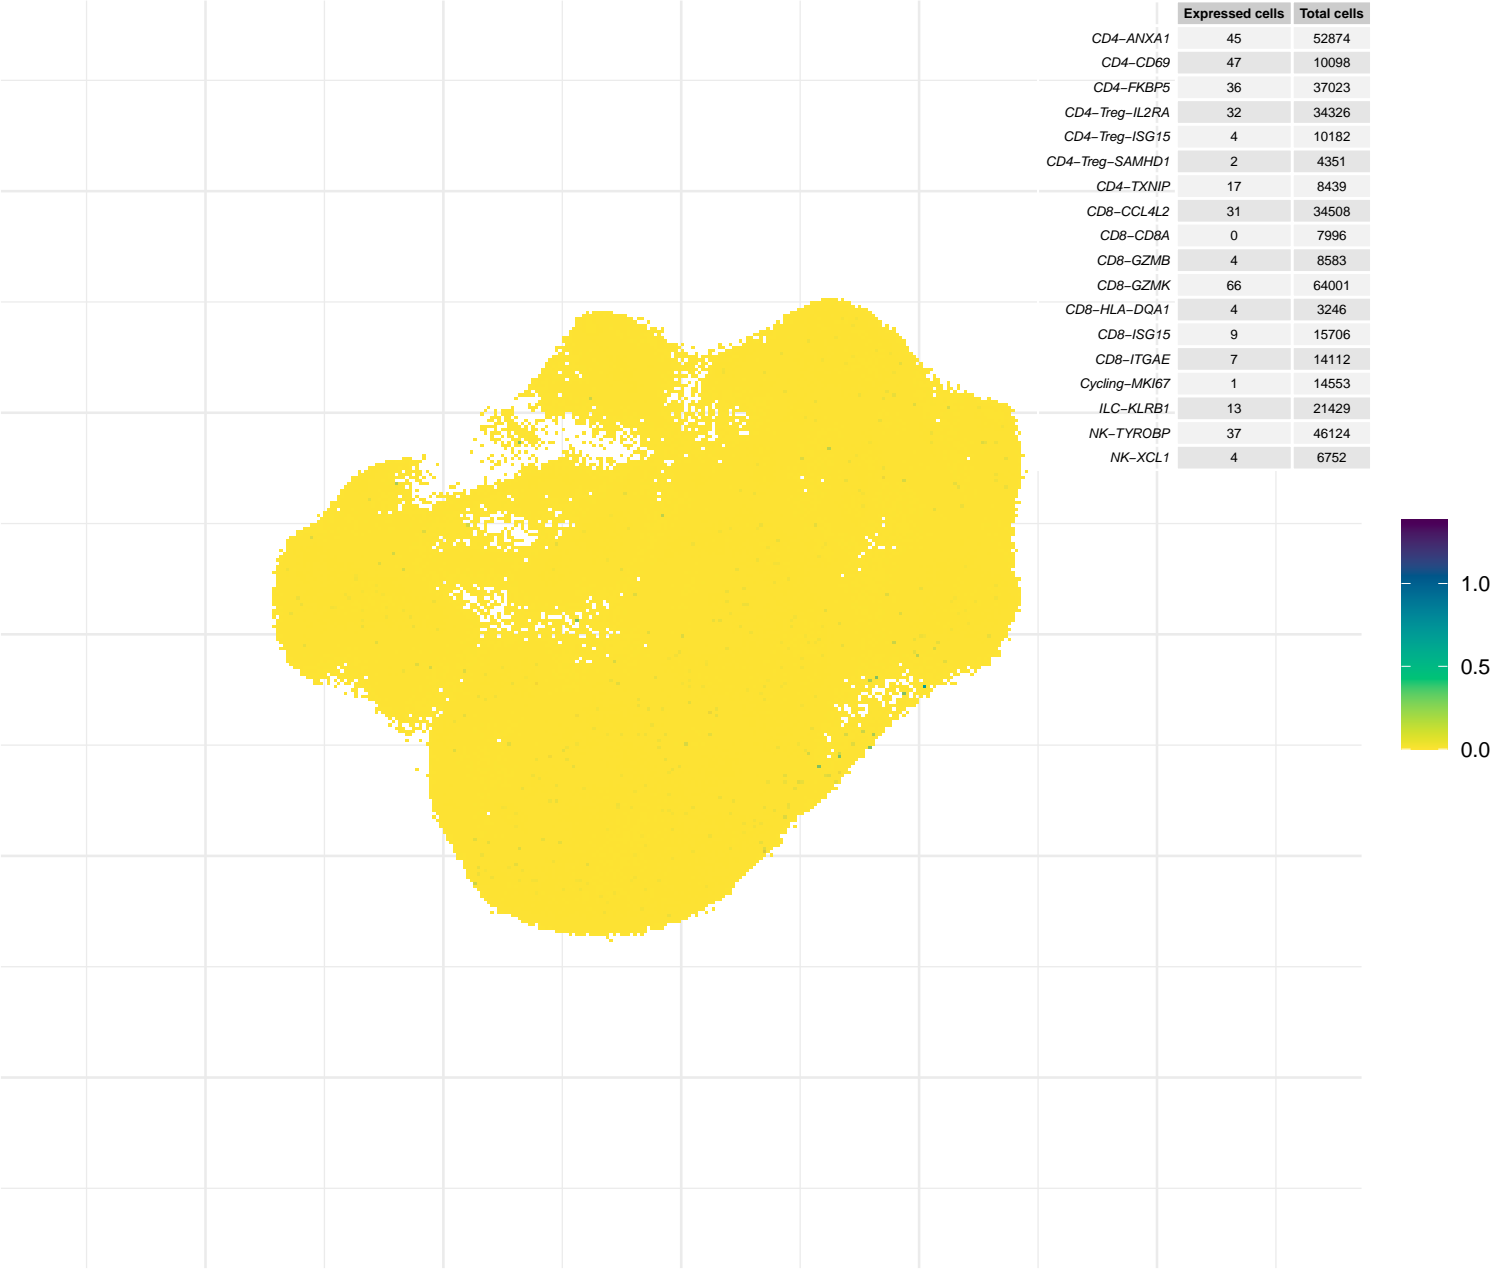 Expressed cells Total cells
CD4−ANXA1 45 52874
CD4−CD69 47 10098
CD4−FKBP5 36 37023
CD4−Treg−IL2RA 32 34326
CD4−Treg−ISG15 4 10182
CD4−Treg−SAMHD1 2 4351
CD4−TXNIP 17 8439
CD8−CCL4L2 31 34508
CD8−CD8A 0 7996
CD8−GZMB 4 8583
CD8−GZMK 66 64001
CD8−HLA−DQA1 4 3246
CD8−ISG15 9 15706
CD8−ITGAE 7 14112
Cycling−MKI67 1 14553
ILC−KLRB1 13 21429
NK−TYROBP 37 46124
NK−XCL1 4 6752
1.0
0.5
0.0